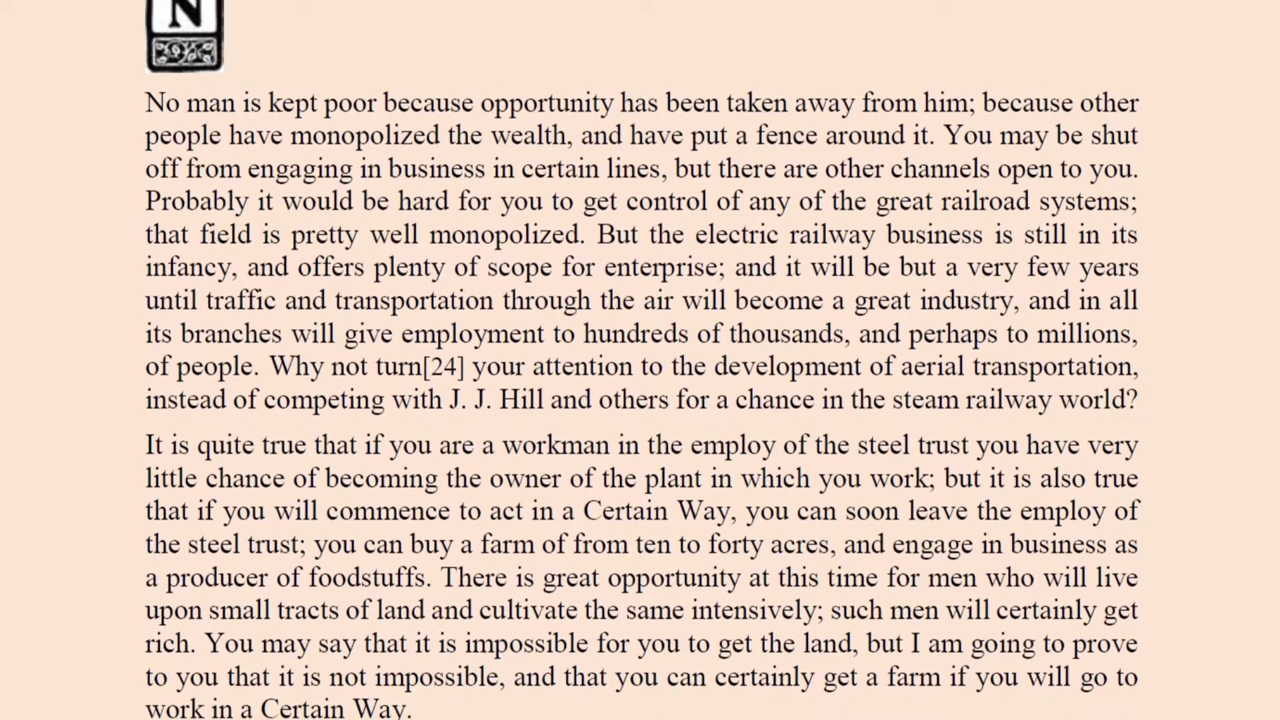 N
No man is kept poor because opportunity has been taken away from him; because other
people have monopolized the wealth, and have put a fence around it. You may be shut
off from engaging in business in certain lines, but there are other channels open to you.
Probably it would be hard for you to get control of any of the great railroad systems;
that field is pretty well monopolized. But the electric railway business is still in its
infancy, and offers plenty of scope for enterprise; and it will be but a very few years
until traffic and transportation through the air will become a great industry, and in all
its branches will give employment to hundreds of thousands, and perhaps to millions,
of people. Why not turn[24] your attention to the development of aerial transportation,
instead of competing with J. J. Hill and others for a chance in the steam railway world?
It is quite true that if you are a workman in the employ of the steel trust you have very
little chance of becoming the owner of the plant in which you work; but it is also true
that if you will commence to act in a Certain Way, you can soon leave the employ of
the steel trust; you can buy a farm of from ten to forty acres, and engage in business as
a producer of foodstuffs. There is great opportunity at this time for men who will live
upon small tracts of land and cultivate the same intensively; such men will certainly get
rich. You may say that it is impossible for you to get the land, but I am going to prove
to you that it is not impossible, and that you can certainly get a farm if you will go to
work in a Certain Way.